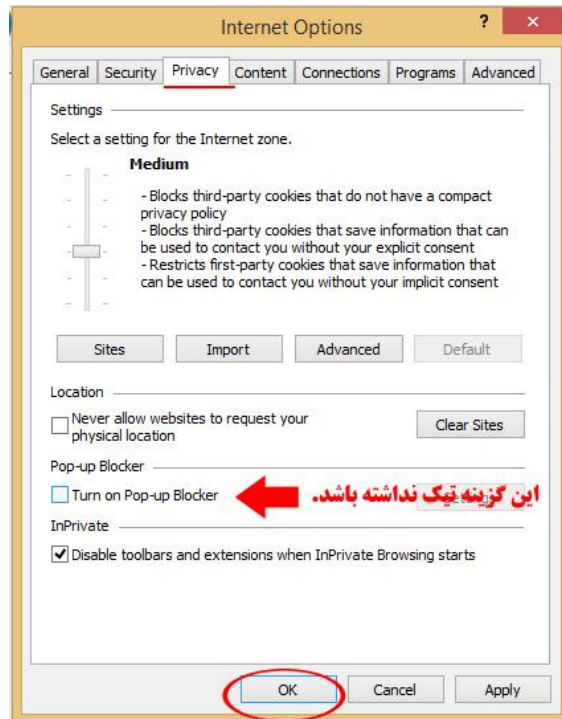 Internet Options
? ×
General Security Privacy Content Connections Programs Advanced
Settings
Select a setting for the Internet zone.
Medium
- Blocks third-party cookies that do not have a compact
privacy policy
- Blocks third-party cookies that save information that can
be used to contact you without your explicit consent
- Restricts first-party cookies that save information that
can be used to contact you without your implicit consent
Sites Import Advanced Default
Location
Never allow websites to request your
physical location
Clear Sites
Pop-up Blocker
Turn on Pop-up Blocker
این گزینه تیک نداشته باشد.
InPrivate
Disable toolbars and extensions when InPrivate Browsing starts
OK Cancel Apply